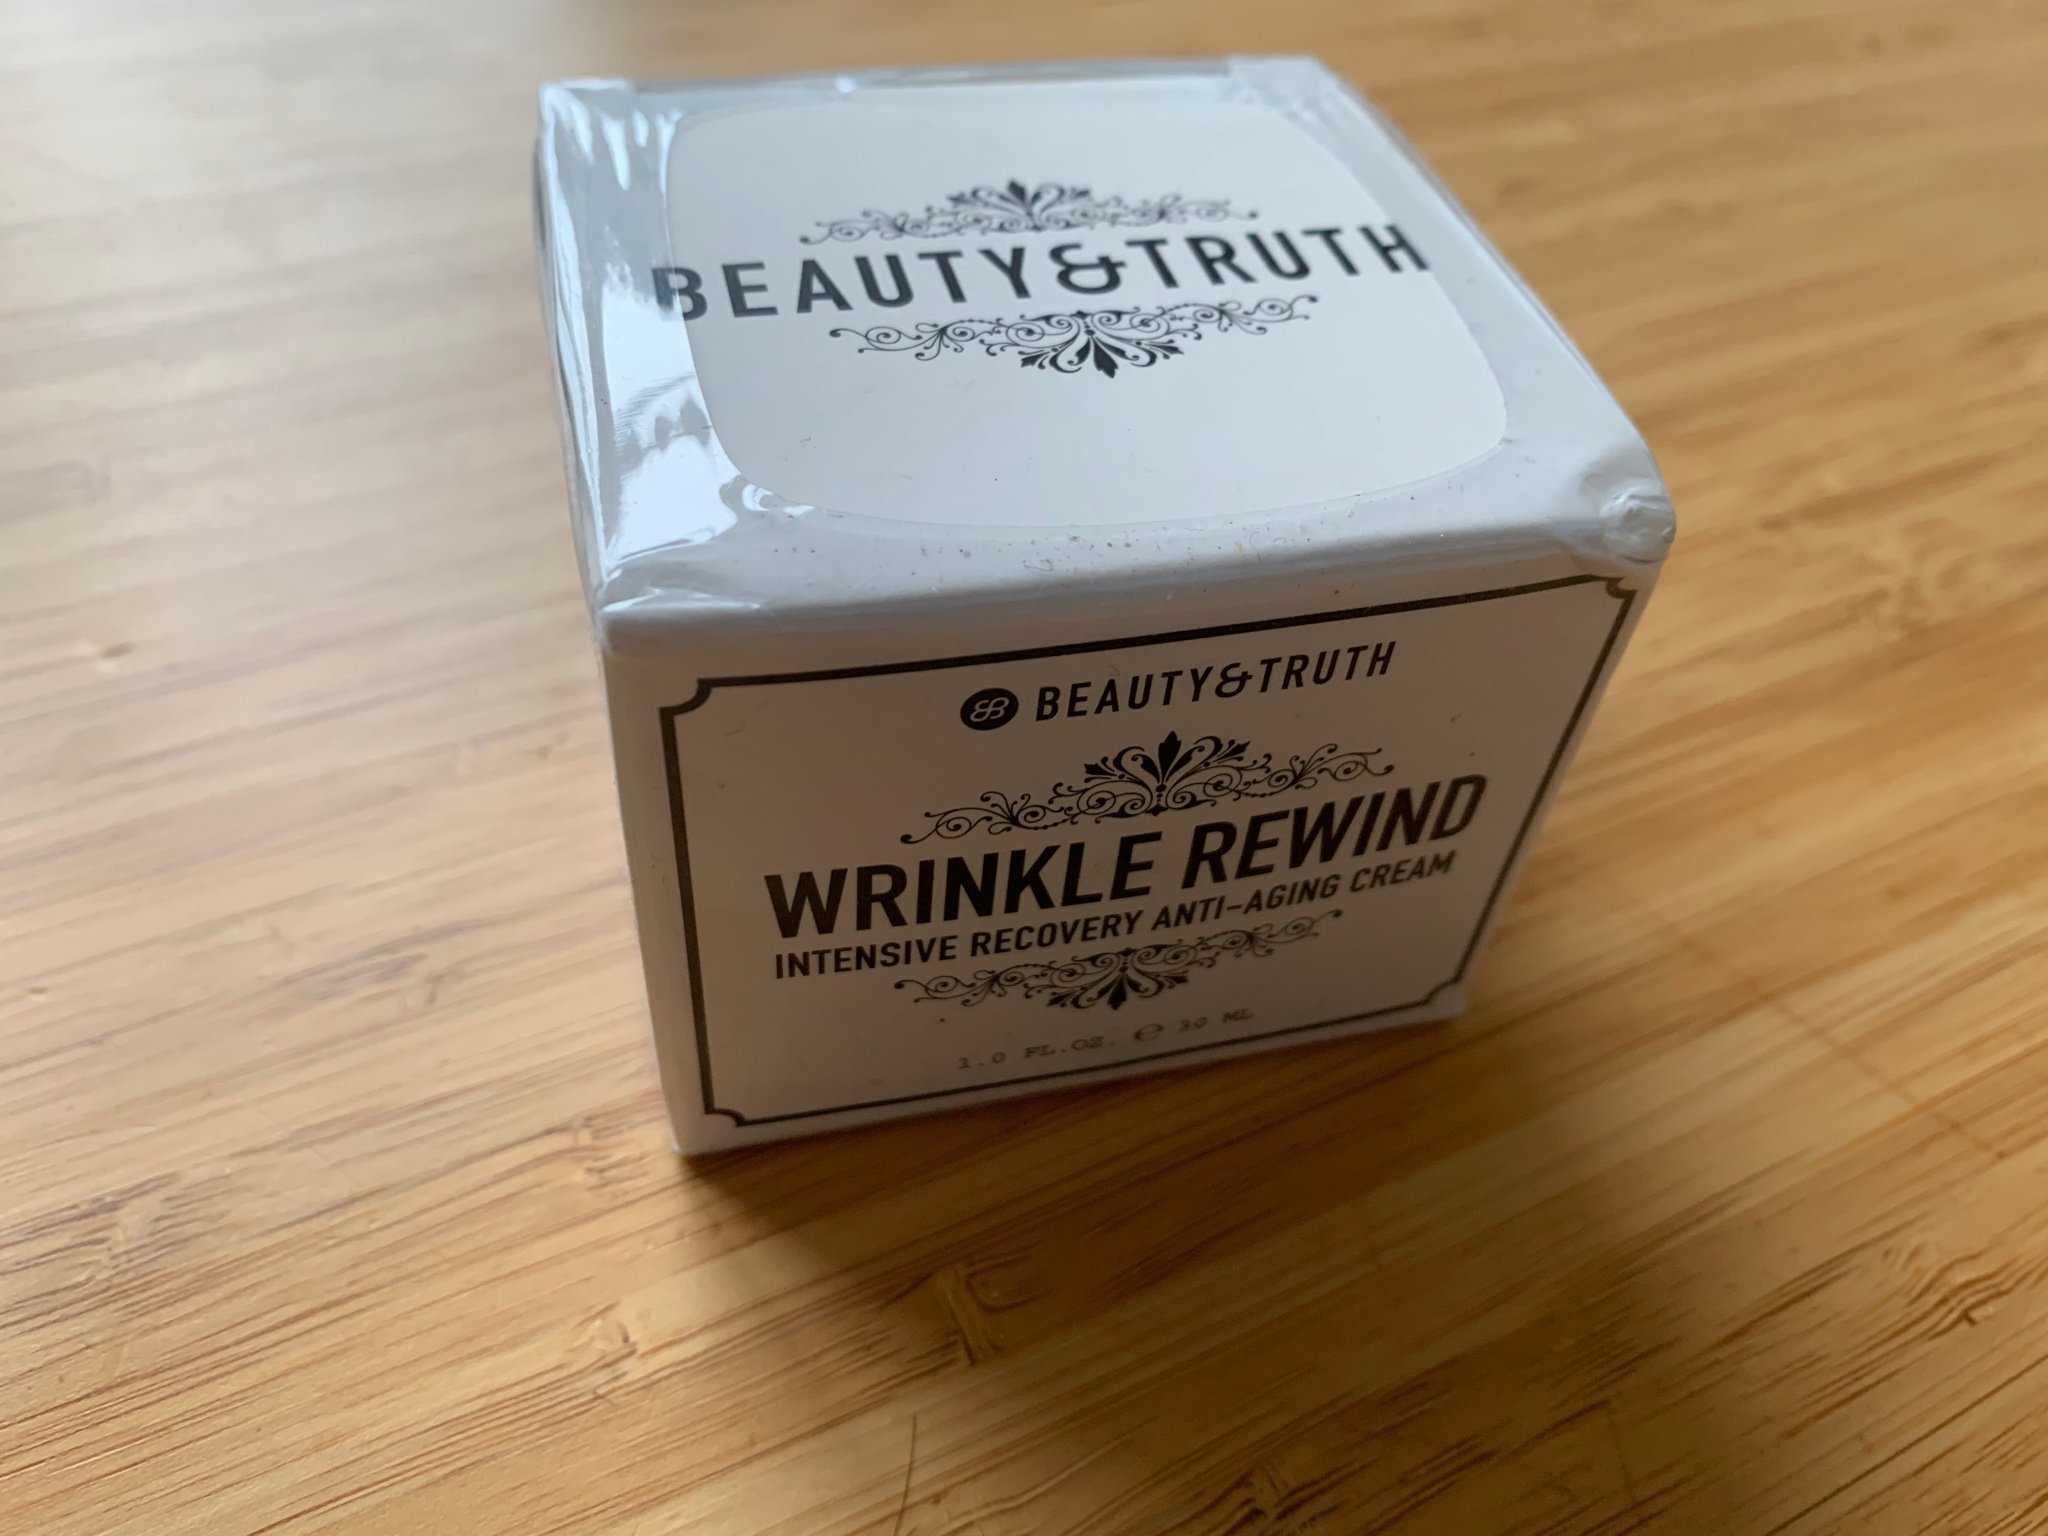 BEAUTY&TRUTH
BEAUTY&TRUTH
WRINKLE REWIND
INTENSIVE RECOVERY ANTI-AGING CREAM
1.0 FL.OZ. ℮ 30 ML